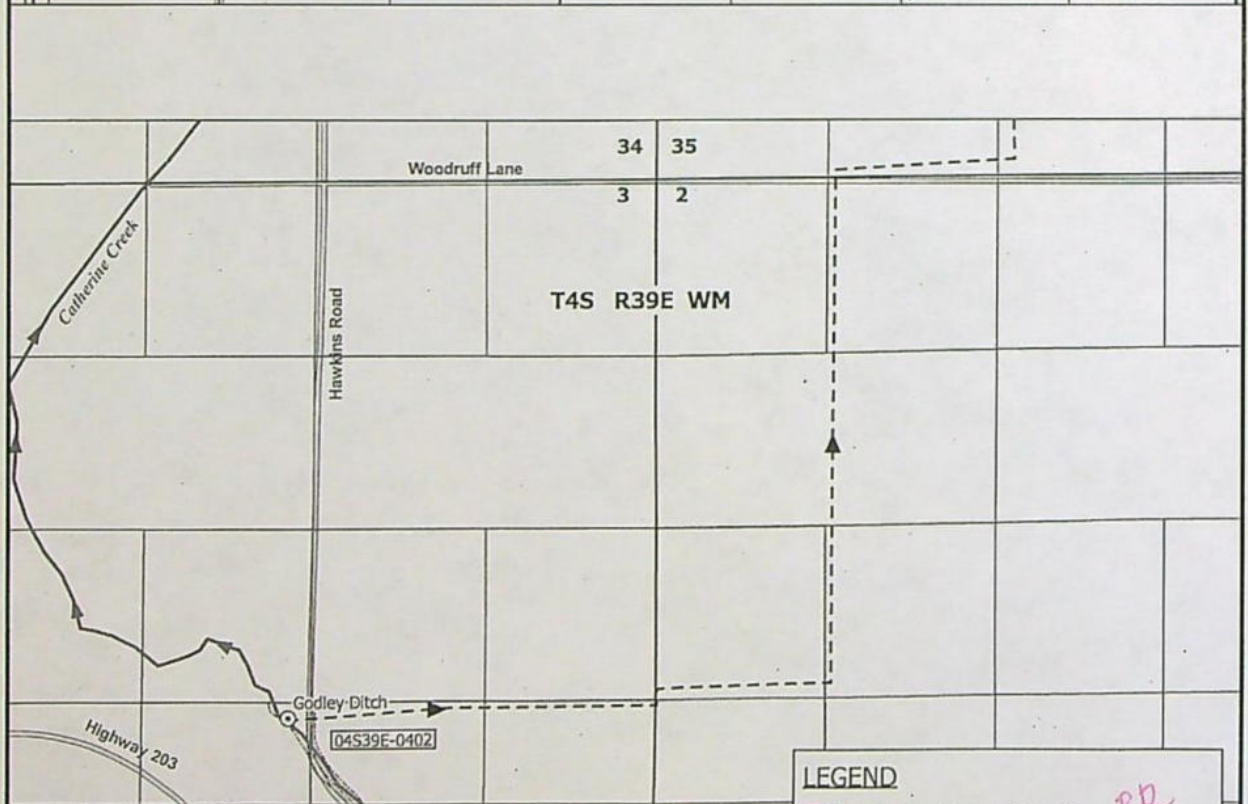 34 35
Woodruff Lane
3 2
Catherine Creek
T4S R39E WM
Hawkins Road
Godley Ditch
04S39E-0402
Highway 203
LEGEND